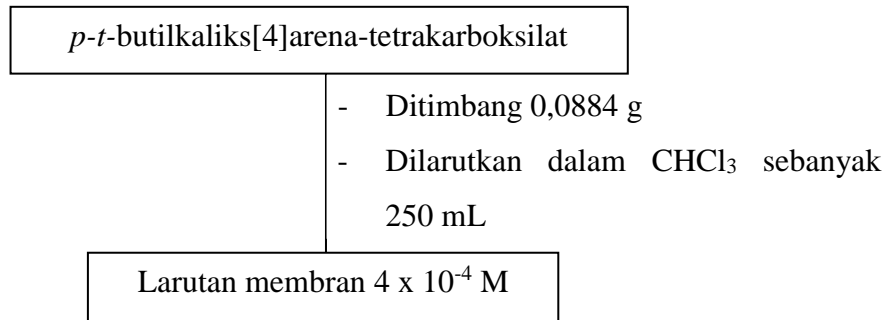 p-t-butilkaliks[4]arena-tetrakarboksilat
- Ditimbang 0,0884 g
- Dilarutkan dalam CHCl₃ sebanyak
250 mL
Larutan membran 4 x 10⁻⁴ M